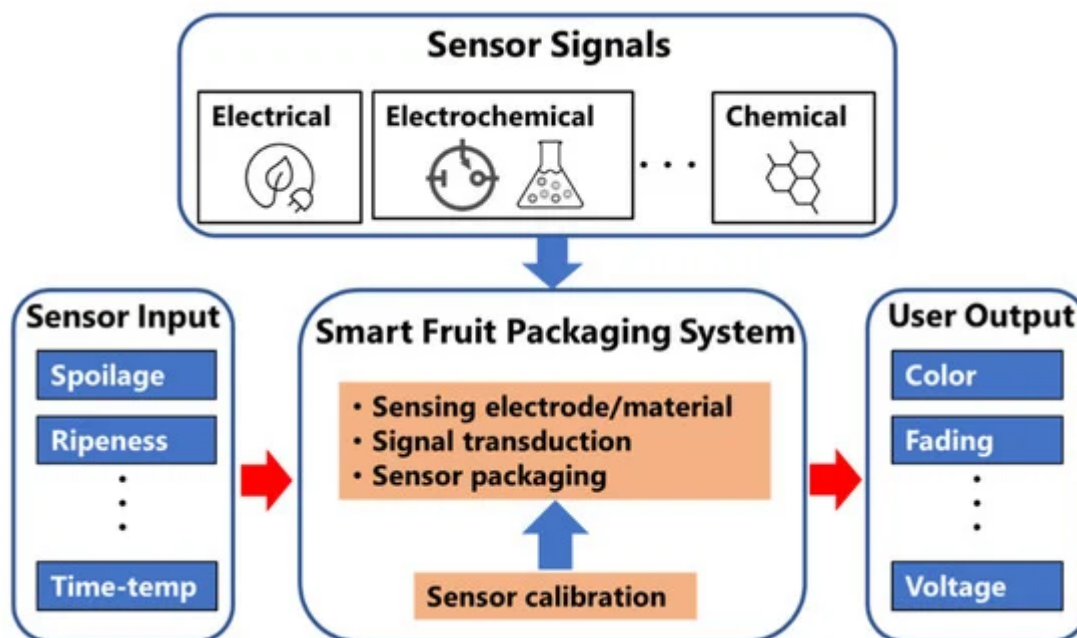 Sensor Signals
Electrical
Electrochemical
. . .
Chemical
Sensor Input
Spoilage
Ripeness
Time-temp
Smart Fruit Packaging System
· Sensing electrode/material
· Signal transduction
· Sensor packaging
Sensor calibration
User Output
Color
Fading
Voltage